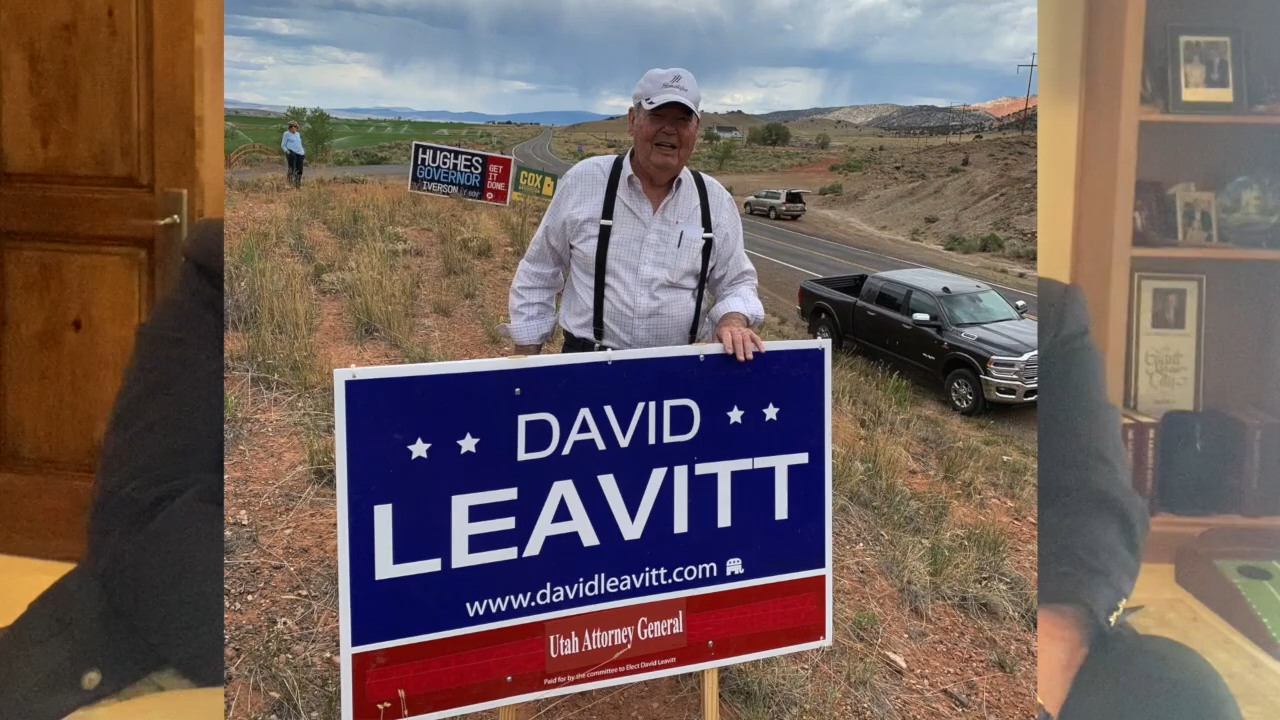 HUGHES
GOVERNOR
IVERSON
GET
IT
DONE.
COX
DAVID
LEAVITT
www.davidleavitt.com
Utah Attorney General
Paid for by the committee to Elect David Leavitt